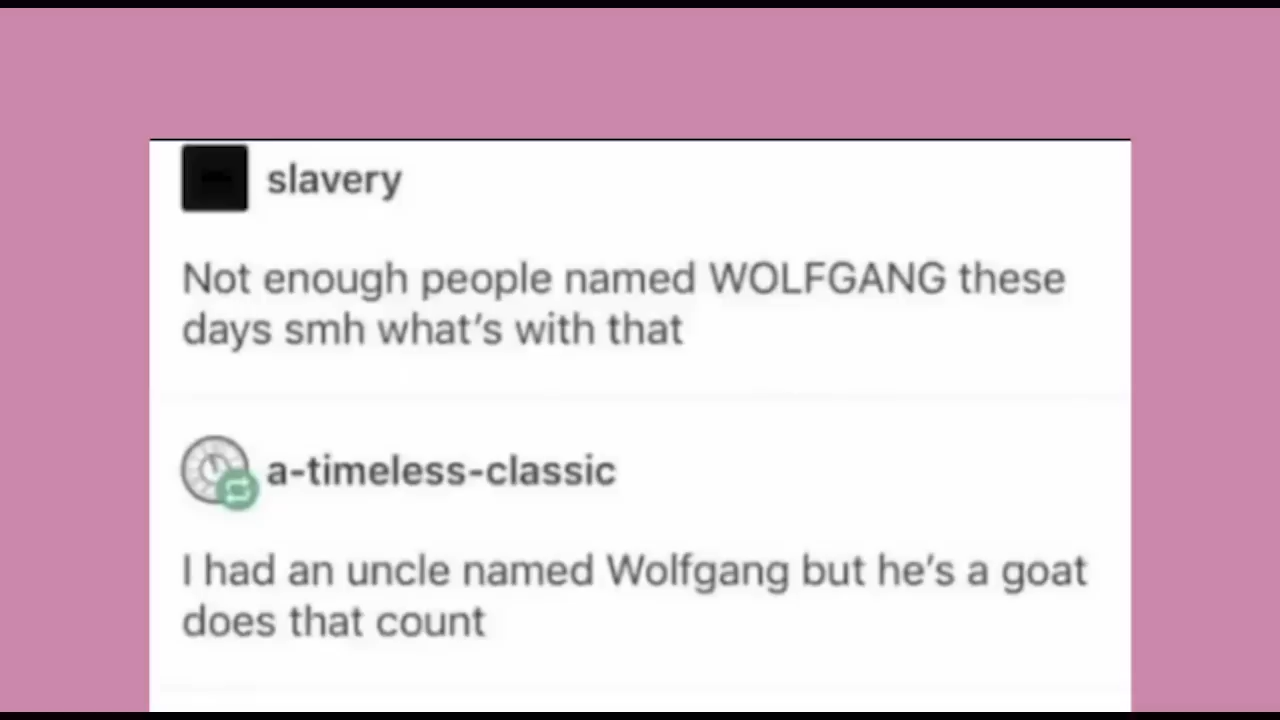 slavery
Not enough people named WOLFGANG these
days smh what's with that
a-timeless-classic
I had an uncle named Wolfgang but he's a goat
does that count